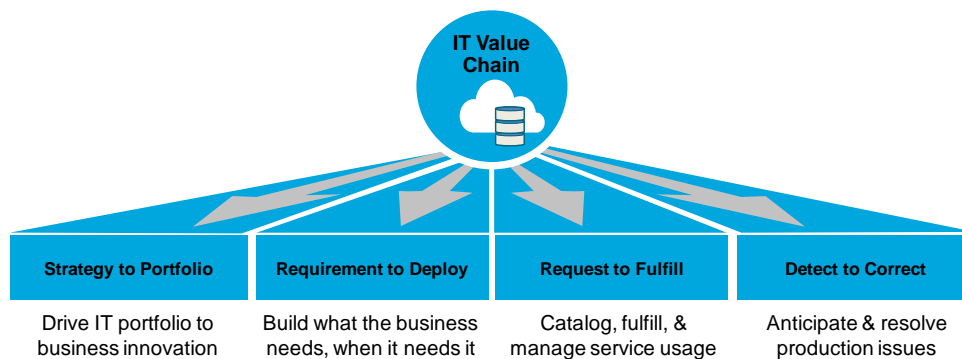 IT Value
Chain
Strategy to Portfolio
Requirement to Deploy
Request to Fulfill
Detect to Correct
Drive IT portfolio to
business innovation
Build what the business
needs, when it needs it
Catalog, fulfill, &
manage service usage
Anticipate & resolve
production issues